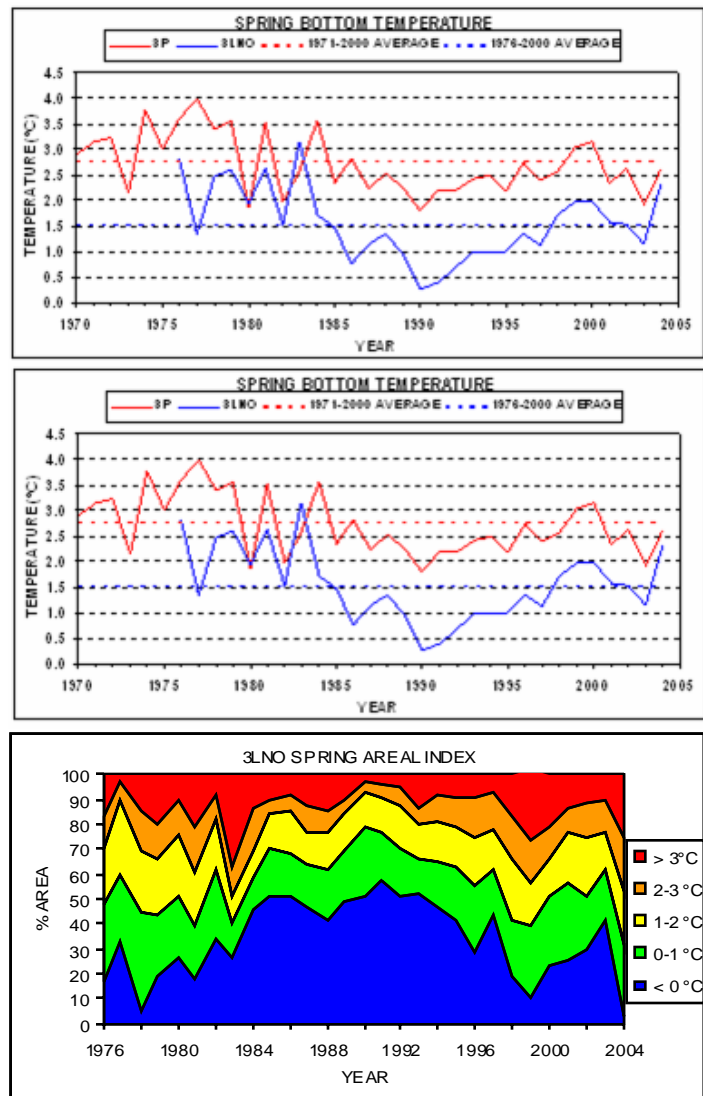 SPRING BOTTOM TEMPERATURE
3P 3LNO 1971-2000 AVERAGE 1976-2000 AVERAGE
4.5
4.0
3.5
3.0
2.5
2.0
1.5
1.0
0.5
0.0
TEMPERATURE (°C)
1970 1975 1980 1985 1990 1995 2000 2005
YEAR
SPRING BOTTOM TEMPERATURE
3P 3LNO 1971-2000 AVERAGE 1976-2000 AVERAGE
4.5
4.0
3.5
3.0
2.5
2.0
1.5
1.0
0.5
0.0
TEMPERATURE (°C)
1970 1975 1980 1985 1990 1995 2000 2005
YEAR
3LNO SPRING AREAL INDEX
100
90
80
70
60
50
40
30
20
10
0
% AREA
1976 1980 1984 1988 1992 1996 2000 2004
YEAR
> 3°C
2-3 °C
1-2 °C
0-1 °C
< 0 °C